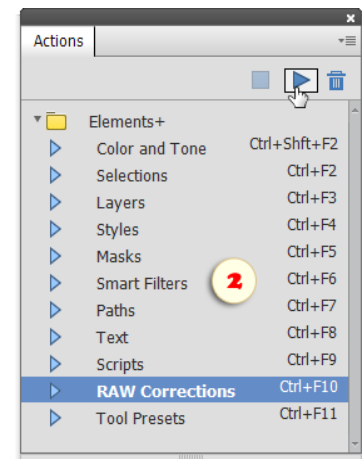 Actions
Elements+
Color and Tone Ctrl+Shft+F2
Selections Ctrl+F2
Layers Ctrl+F3
Styles Ctrl+F4
Masks Ctrl+F5
Smart Filters 2 Ctrl+F6
Paths Ctrl+F7
Text Ctrl+F8
Scripts Ctrl+F9
RAW Corrections Ctrl+F10
Tool Presets Ctrl+F11